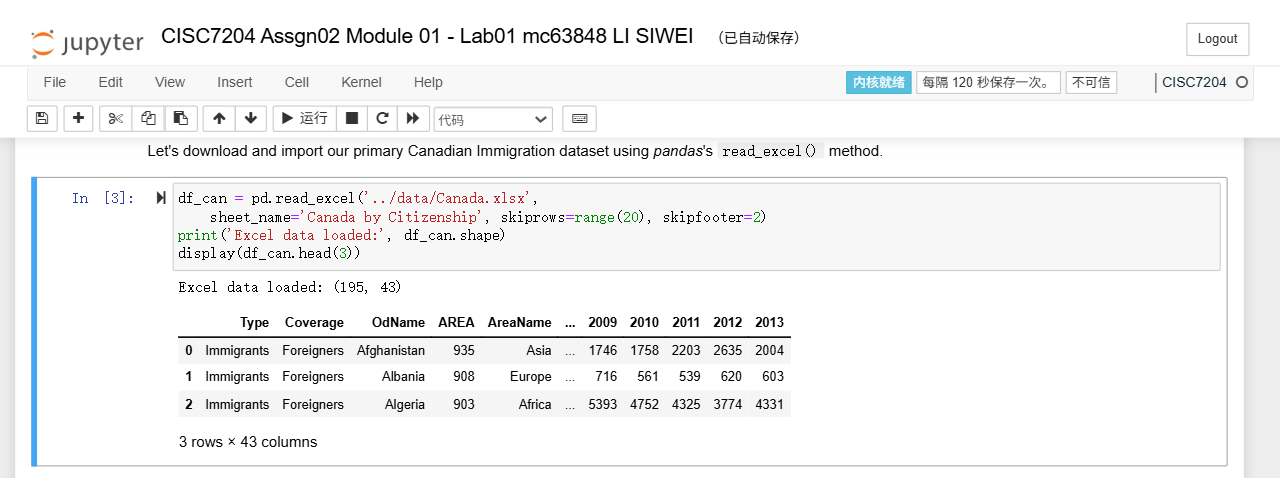 jupyter CISC7204 Assgn02 Module 01 - Lab01 mc63848 LI SIWEI （已自动保存） Logout
File Edit View Insert Cell Kernel Help 内核就绪 每隔 120 秒保存一次。 不可信 CISC7204
运行 代码
Let's download and import our primary Canadian Immigration dataset using pandas's read_excel() method.
In [3]: df_can = pd.read_excel('../data/Canada.xlsx',
sheet_name='Canada by Citizenship', skiprows=range(20), skipfooter=2)
print('Excel data loaded:', df_can.shape)
display(df_can.head(3))
Excel data loaded: (195, 43)
Type Coverage OdName AREA AreaName ... 2009 2010 2011 2012 2013
0 Immigrants Foreigners Afghanistan 935 Asia ... 1746 1758 2203 2635 2004
1 Immigrants Foreigners Albania 908 Europe ... 716 561 539 620 603
2 Immigrants Foreigners Algeria 903 Africa ... 5393 4752 4325 3774 4331
3 rows × 43 columns